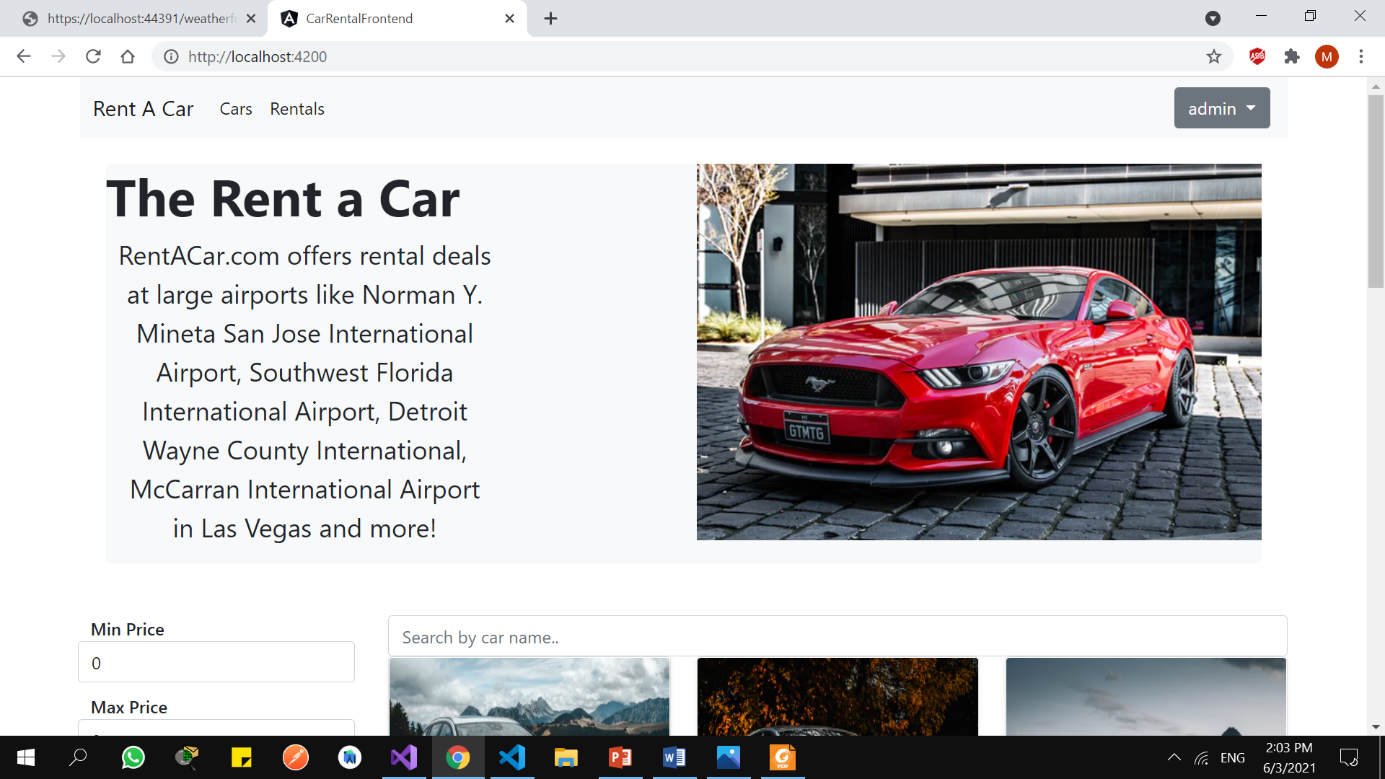 https://localhost:44391/weatherf
CarRentalFrontend
http://localhost:4200
M
Rent A Car
Cars
Rentals
admin
The Rent a Car
RentACar.com offers rental deals
at large airports like Norman Y.
Mineta San Jose International
Airport, Southwest Florida
International Airport, Detroit
Wayne County International,
McCarran International Airport
in Las Vegas and more!
GTMTG
Min Price
0
Search by car name..
Max Price
ENG
2:03 PM
6/3/2021